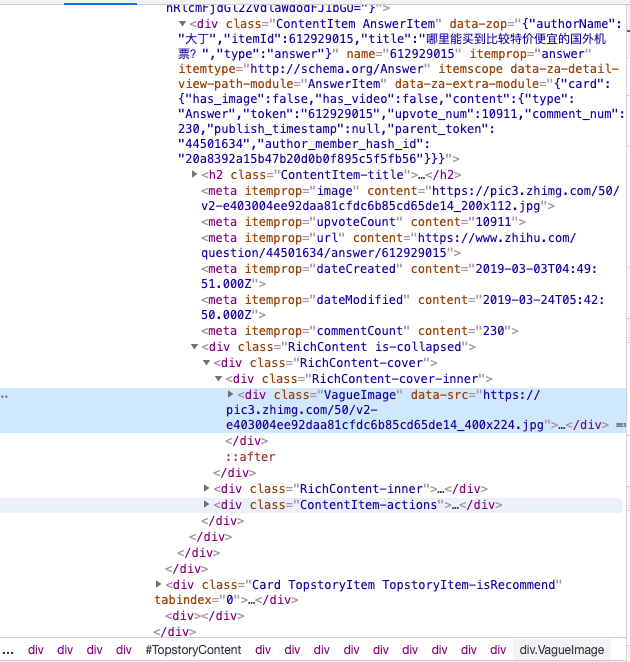 <div class="ContentItem AnswerItem" data-zop="{"authorName":
"大丁","itemId":612929015,"title":"哪里能买到比较特价便宜的国外机
票？","type":"answer"}" name="612929015" itemprop="answer"
itemtype="http://schema.org/Answer" itemscope data-za-detail-
view-path-module="AnswerItem" data-za-extra-module="{"card":
{"has_image":false,"has_video":false,"content":{"type":
"Answer","token":"612929015","upvote_num":10911,"comment_num":
230,"publish_timestamp":null,"parent_token":
"44501634","author_member_hash_id":
"20a8392a15b47b20d0b0f895c5f5fb56"}}}">
<h2 class="ContentItem-title">…</h2>
<meta itemprop="image" content="https://pic3.zhimg.com/50/
v2-e403004ee92daa81cfdc6b85cd65de14_200x112.jpg">
<meta itemprop="upvoteCount" content="10911">
<meta itemprop="url" content="https://www.zhihu.com/
question/44501634/answer/612929015">
<meta itemprop="dateCreated" content="2019-03-03T04:49:
51.000Z">
<meta itemprop="dateModified" content="2019-03-24T05:42:
50.000Z">
<meta itemprop="commentCount" content="230">
<div class="RichContent is-collapsed">
<div class="RichContent-cover">
<div class="RichContent-cover-inner">
<div class="VagueImage" data-src="https://
pic3.zhimg.com/50/v2-
e403004ee92daa81cfdc6b85cd65de14_400x224.jpg">…</div> ==
</div>
::after
</div>
<div class="RichContent-inner">…</div>
<div class="ContentItem-actions">…</div>
</div>
</div>
</div>
</div>
<div class="Card TopstoryItem TopstoryItem-isRecommend"
tabindex="0">…</div>
<div></div>
</div>
... div div div div #TopstoryContent div div div div div div div div div div.VagueImage